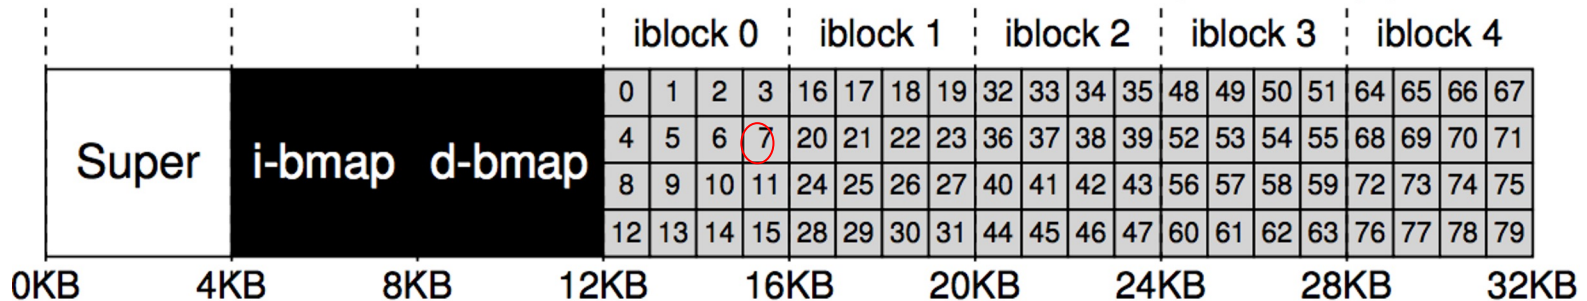 iblock 0 iblock 1 iblock 2 iblock 3 iblock 4
0 1 2 3 16 17 18 19 32 33 34 35 48 49 50 51 64 65 66 67
4 5 6 7 20 21 22 23 36 37 38 39 52 53 54 55 68 69 70 71
Super i-bmap d-bmap
8 9 10 11 24 25 26 27 40 41 42 43 56 57 58 59 72 73 74 75
12 13 14 15 28 29 30 31 44 45 46 47 60 61 62 63 76 77 78 79
0KB 4KB 8KB 12KB 16KB 20KB 24KB 28KB 32KB